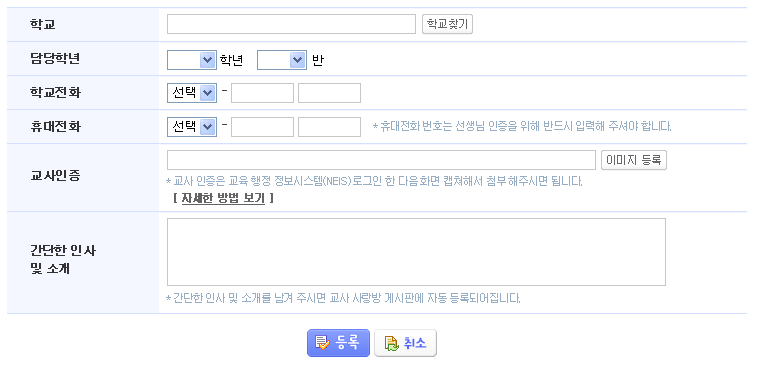 학교 학교찾기
담당학년 학년 반
학교전화 선택 -
휴대전화 선택 - * 휴대전화 번호는 선생님 인증을 위해 반드시 입력해 주셔야 합니다.
교사인증 이미지 등록
* 교사 인증은 교육 행정 정보시스템(NEIS)로그인 한 다음화면 캡쳐해서 첨부해주시면 됩니다.
[ 자세한 방법 보기 ]
간단한 인사
및 소개
* 간단한 인사 및 소개를 남겨 주시면 교사 사랑방 게시판에 자동 등록되어집니다.
등록 취소